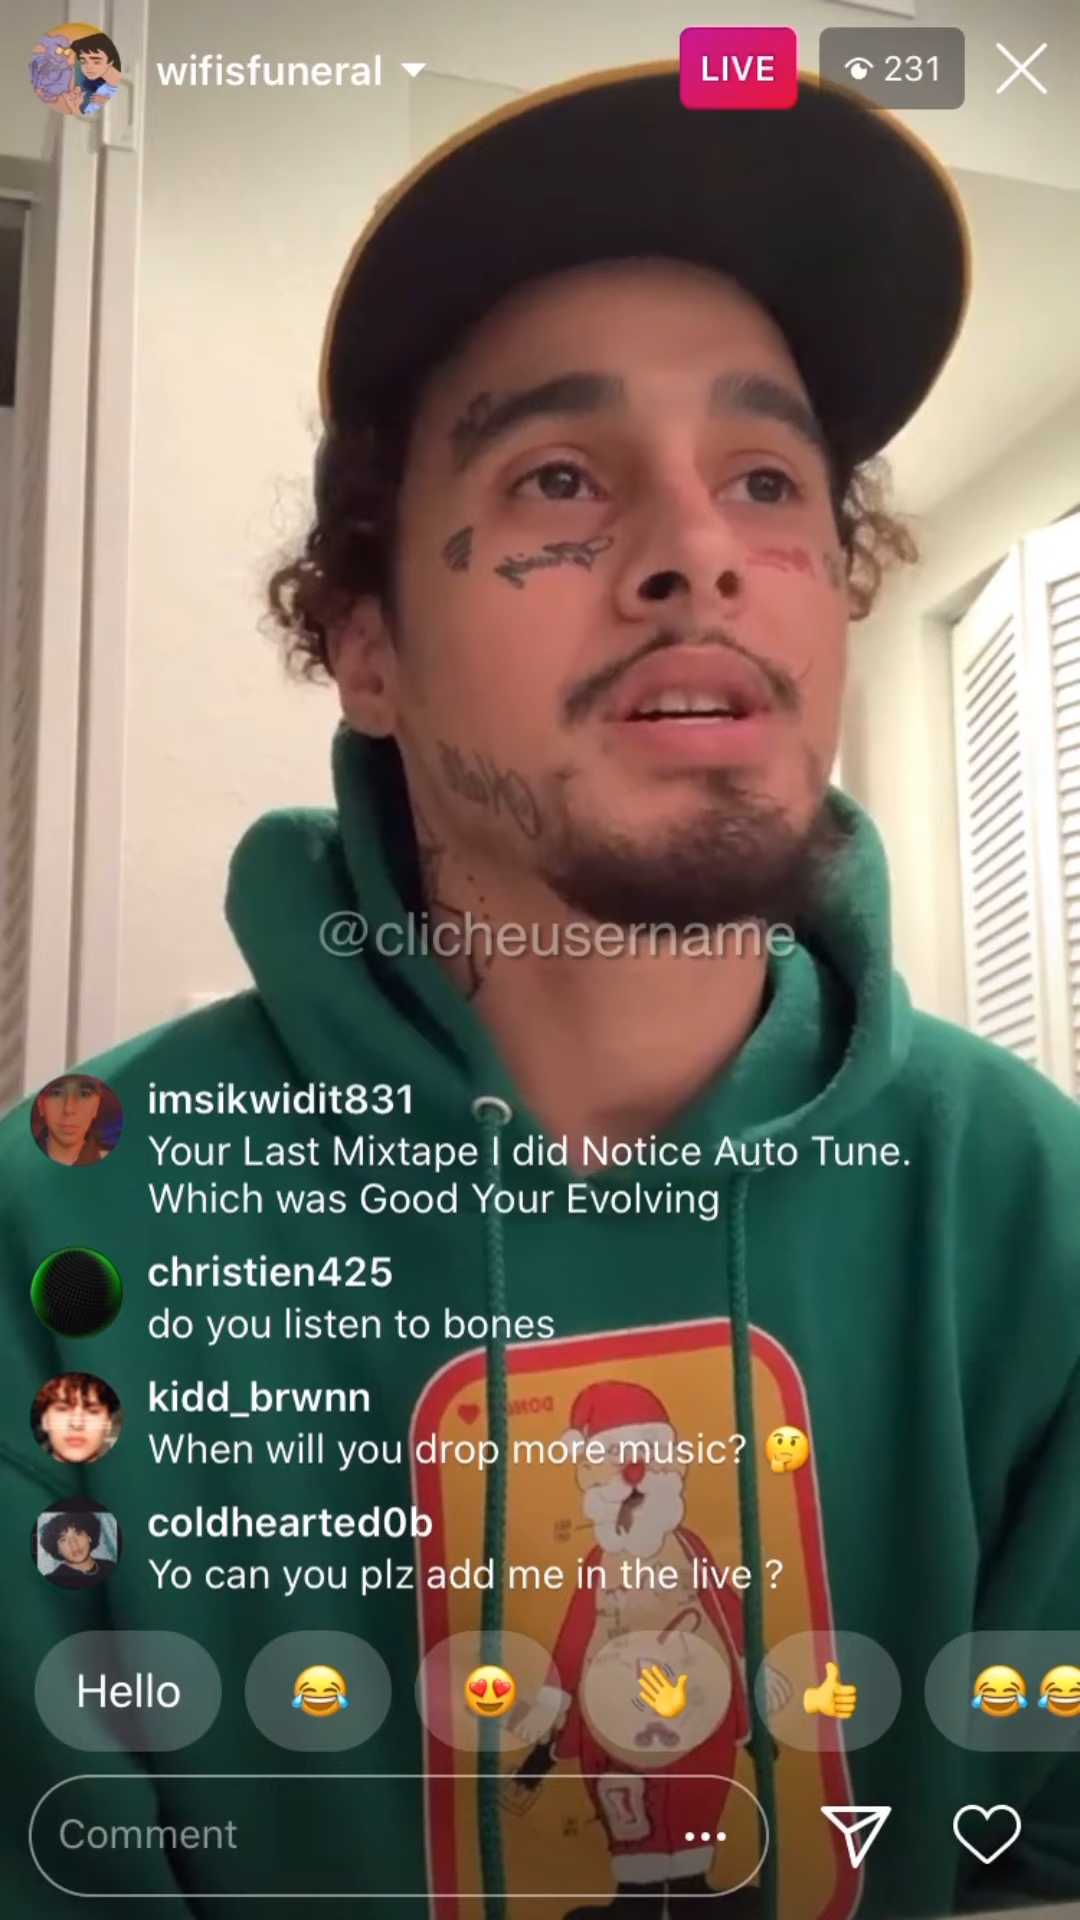 wifisfuneral
LIVE
231
@clicheusername
imsikwidit831
Your Last Mixtape I did Notice Auto Tune.
Which was Good Your Evolving
christien425
do you listen to bones
kidd_brwnn
When will you drop more music? 🤔
coldhearted0b
Yo can you plz add me in the live ?
Hello
Comment